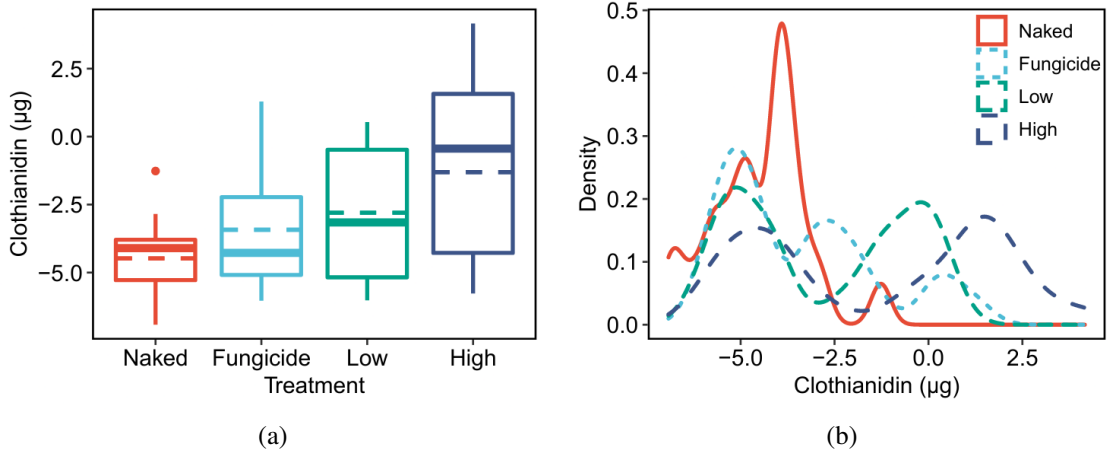 Clothianidin (µg)
2.5
0.0
−2.5
−5.0
Naked Fungicide Low High
Treatment
(a)
Density
0.5
0.4
0.3
0.2
0.1
0.0
−5.0 −2.5 0.0 2.5
Clothianidin (µg)
Naked
Fungicide
Low
High
(b)